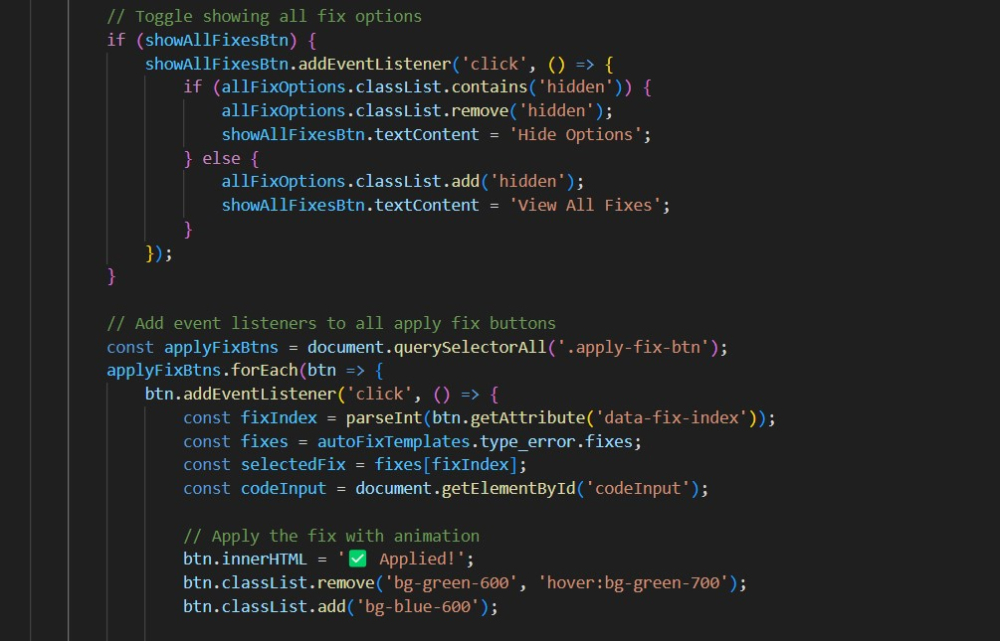 // Toggle showing all fix options
if (showAllFixesBtn) {
    showAllFixesBtn.addEventListener('click', () => {
        if (allFixOptions.classList.contains('hidden')) {
            allFixOptions.classList.remove('hidden');
            showAllFixesBtn.textContent = 'Hide Options';
        } else {
            allFixOptions.classList.add('hidden');
            showAllFixesBtn.textContent = 'View All Fixes';
        }
    });
}

// Add event listeners to all apply fix buttons
const applyFixBtns = document.querySelectorAll('.apply-fix-btn');
applyFixBtns.forEach(btn => {
    btn.addEventListener('click', () => {
        const fixIndex = parseInt(btn.getAttribute('data-fix-index'));
        const fixes = autoFixTemplates.type_error.fixes;
        const selectedFix = fixes[fixIndex];
        const codeInput = document.getElementById('codeInput');

        // Apply the fix with animation
        btn.innerHTML = '✅ Applied!';
        btn.classList.remove('bg-green-600', 'hover:bg-green-700');
        btn.classList.add('bg-blue-600');